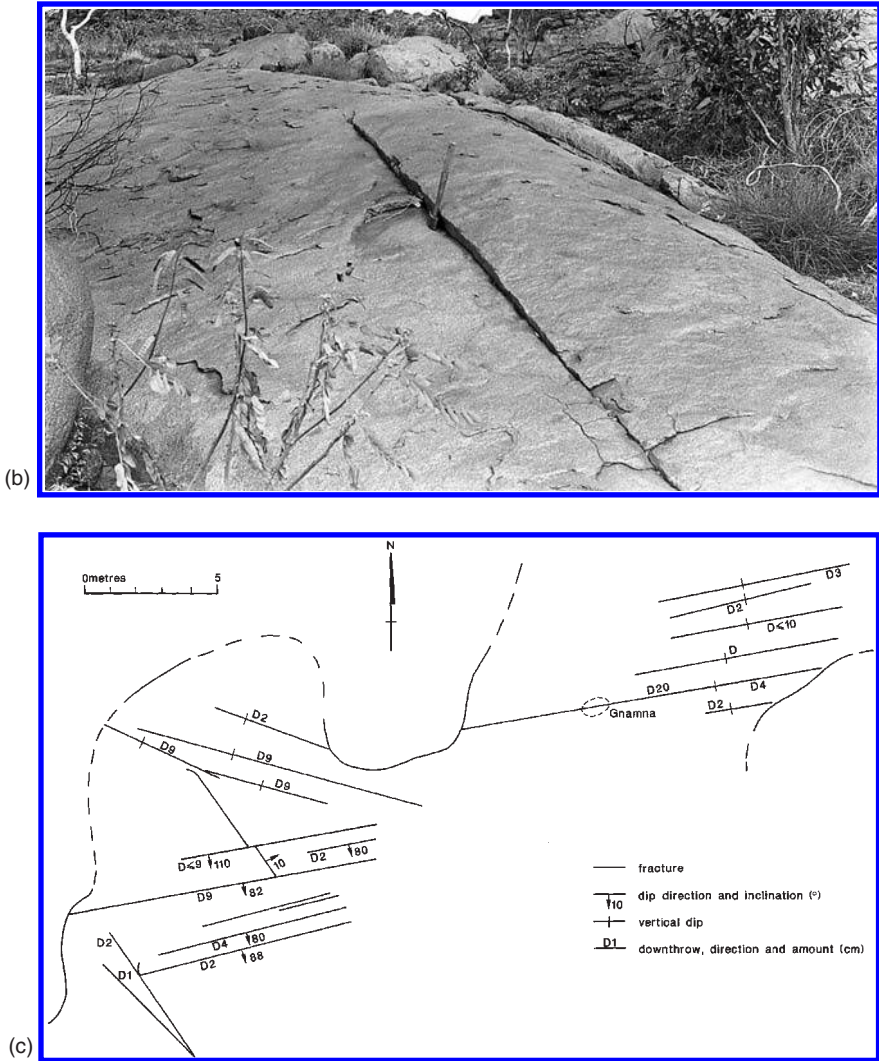 (b)
N
0metres 5
D3
D2
D⩽10
D
D20 D4
Gnamna
D2
D2
D9
D9
D9
D⩽9 110
10
D2 80
D9 82
D2
D4 80
D1
D2 88
fracture
10 dip direction and inclination (°)
vertical dip
D1 downthrow, direction and amount (cm)
(c)